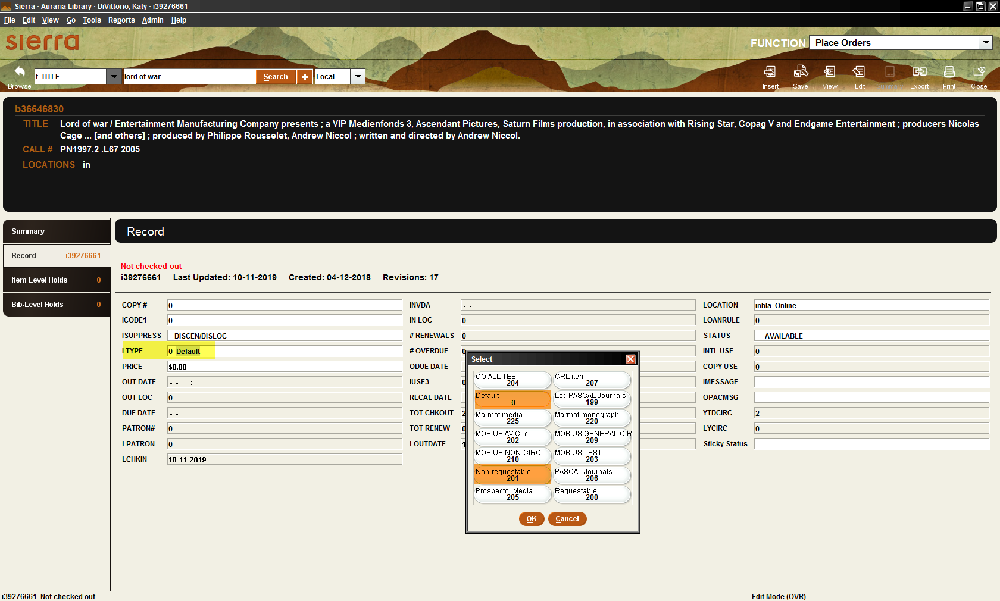 Sierra · Auraria Library · DiVittorio, Katy · i39276661
File Edit View Go Tools Reports Admin Help
sierra
FUNCTION Place Orders
Browse t TITLE lord of war Search + Local
Insert Save View Edit Summary Export Print Close
b36646830
TITLE Lord of war / Entertainment Manufacturing Company presents ; a VIP Medienfonds 3, Ascendant Pictures, Saturn Films production, in association with Rising Star, Copag V and Endgame Entertainment ; producers Nicolas
Cage ... [and others] ; produced by Philippe Rousselet, Andrew Niccol ; written and directed by Andrew Niccol.
CALL # PN1997.2 .L67 2005
LOCATIONS in
Summary
Record i39276661
Item-Level Holds 0
Bib-Level Holds 0
Record
Not checked out
i39276661 Last Updated: 10-11-2019 Created: 04-12-2018 Revisions: 17
COPY # 0 INVDA - - LOCATION inbla Online
ICODE1 0 IN LOC 0 LOANRULE 0
ISUPPRESS - DISCEN/DISLOC # RENEWALS 0 STATUS - AVAILABLE
I TYPE 0 Default # OVERDUE 0 INTL USE 0
PRICE $0.00 ODUE DATE - COPY USE 0
OUT DATE - - : IUSE3 0 IMESSAGE
OUT LOC 0 RECAL DATE - OPACMSG
DUE DATE - - TOT CHKOUT 2 YTDCIRC 2
PATRON# 0 TOT RENEW 0 LYCIRC 0
LPATRON 0 LOUTDATE 1 Sticky Status
LCHKIN 10-11-2019
Select
CO ALL TEST CRL item
204 207
Default Loc PASCAL Journals
0 199
Marmot media Marmot monograph
225 220
MOBIUS AV Circ MOBIUS GENERAL CIR
202 209
MOBIUS NON-CIRC MOBIUS TEST
210 203
Non-requestable PASCAL Journals
201 206
Prospector Media Requestable
205 200
OK Cancel
i39276661 Not checked out Edit Mode (OVR)